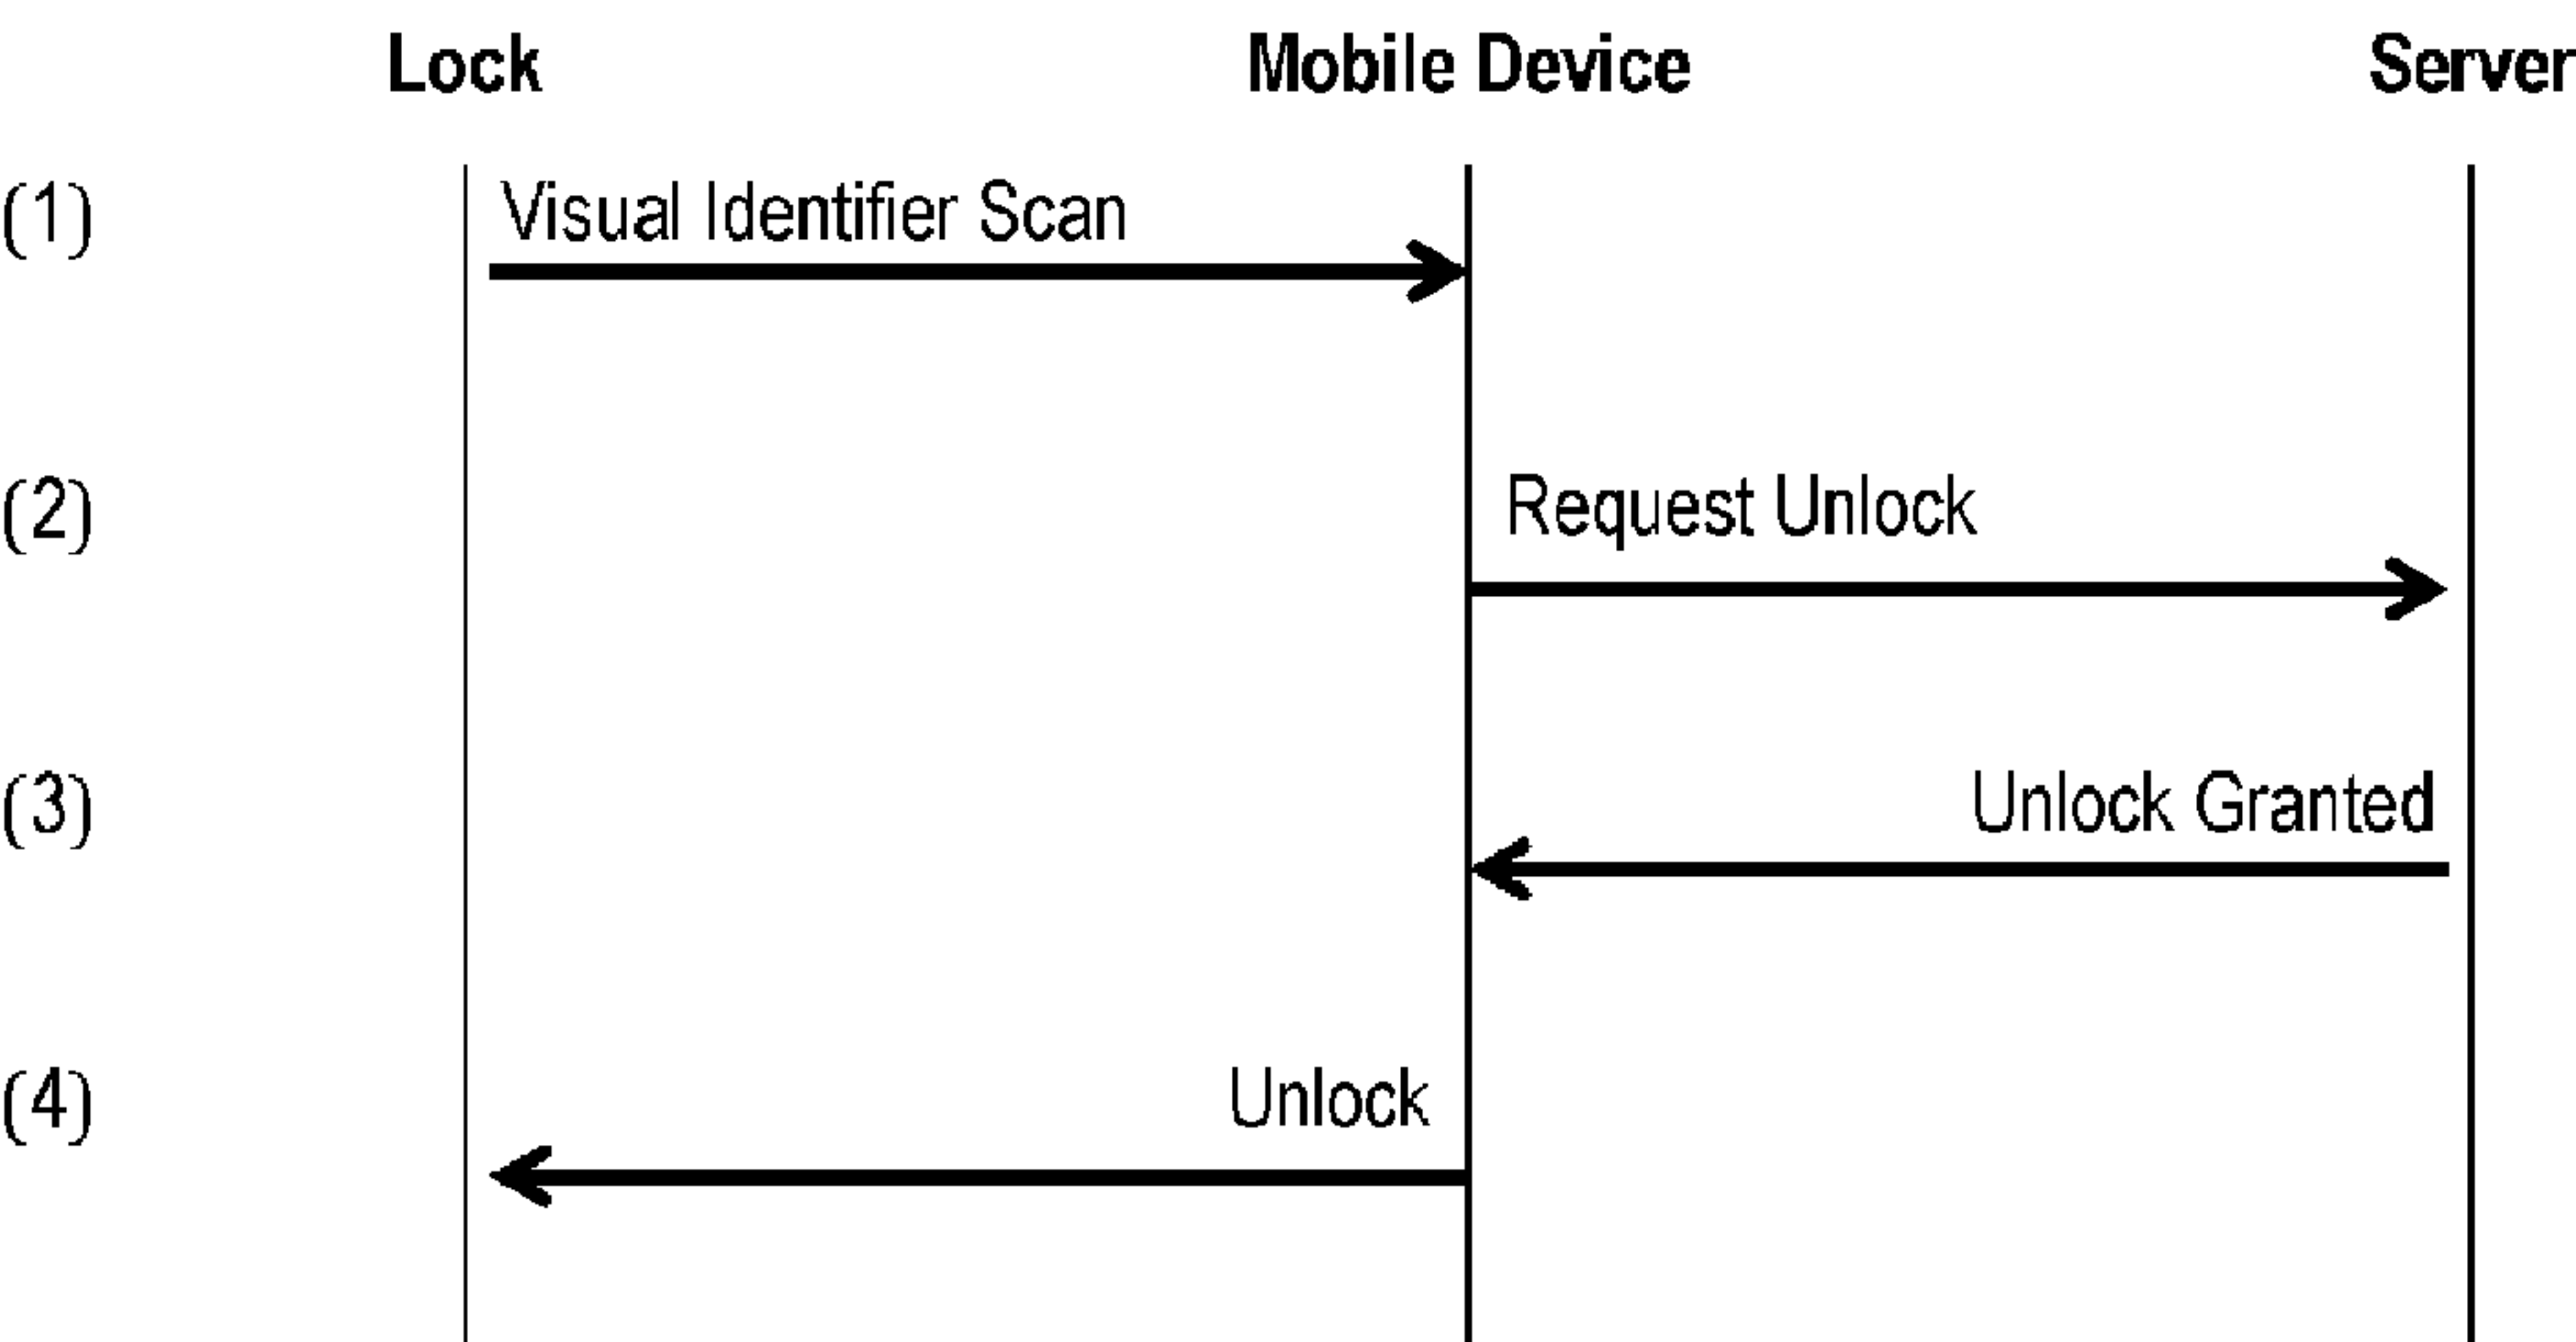 Lock Mobile Device Server
(1) Visual Identifier Scan
(2) Request Unlock
(3) Unlock Granted
(4) Unlock